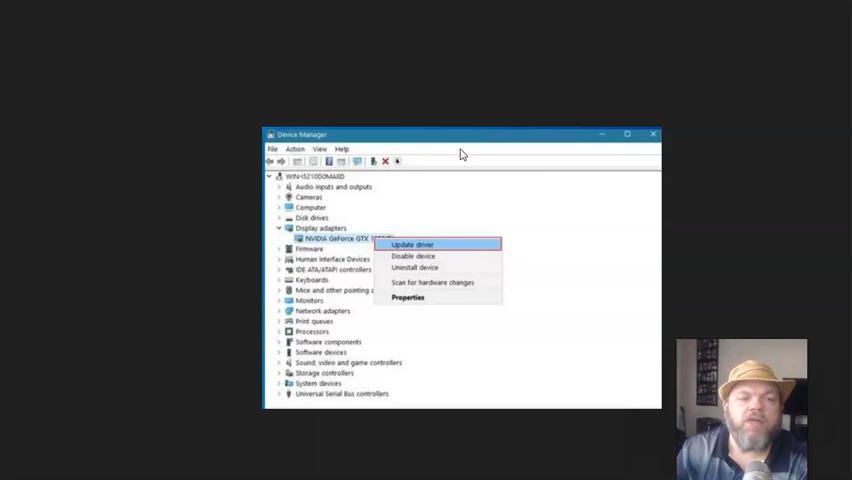 Device Manager
File Action View Help
Audio inputs and outputs
Cameras
Computer
Disk drives
Display adapters
NVIDIA GeForce GTX
Update driver
Firmware
Disable device
Human Interface Devices
Uninstall device
IDE ATA/ATAPI controllers
Keyboards
Scan for hardware changes
Mice and other pointing
Properties
Monitors
Network adapters
Print queues
Processors
Software components
Software devices
Sound, video and game controllers
Storage controllers
System devices
Universal Serial Bus controllers